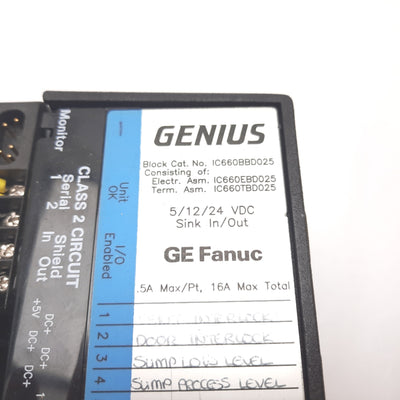 GENIUS
Block Cat. No. IC660BBD025
Consisting of:
Electr. Asm. IC660EBD025
Term. Asm. IC660TBD025
5/12/24 VDC
Sink In/Out
GE Fanuc
.5A Max/Pt, 16A Max Total
1 INTERLOCK
2 DOOR INTERLOCK
3 SUMP LOW LEVEL
4 SUMP PROCESS LEVEL
Unit OK
I/O Enabled
Monitor
CLASS 2 CIRCUIT
Serial Shield
1 2 In Out
+5V DC+ DC+ DC+